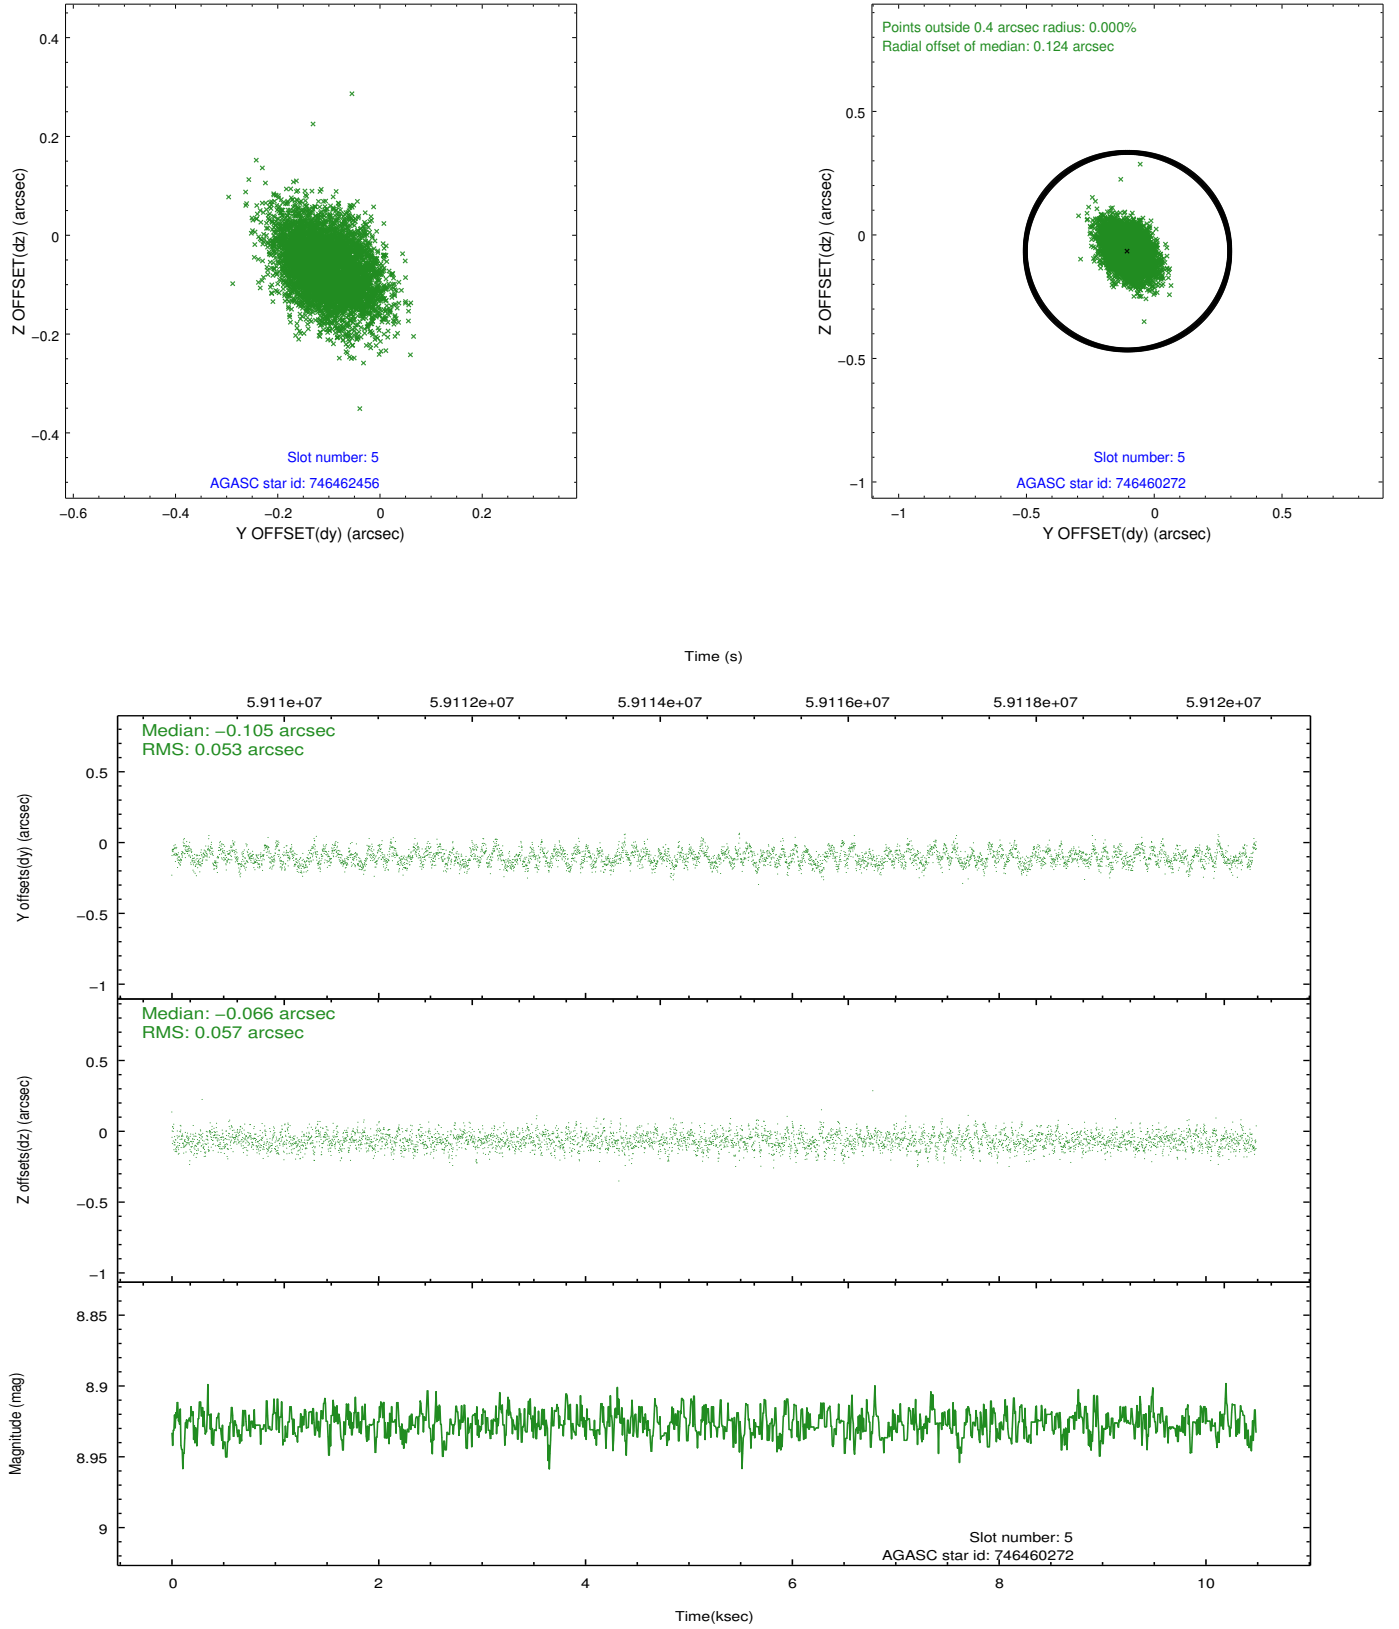 0.4
0.2
0
−0.2
−0.4
Z OFFSET(dz) (arcsec)
Slot number: 5
AGASC star id: 746462456
−0.6
−0.4
−0.2
0
0.2
Y OFFSET(dy) (arcsec)
Points outside 0.4 arcsec radius: 0.000%
Radial offset of median: 0.124 arcsec
0.5
0
−0.5
−1
Z OFFSET(dz) (arcsec)
Slot number: 5
AGASC star id: 746460272
−1
−0.5
0
0.5
Y OFFSET(dy) (arcsec)
Time (s)
5.911e+07
5.9112e+07
5.9114e+07
5.9116e+07
5.9118e+07
5.912e+07
Median: −0.105 arcsec
RMS: 0.053 arcsec
0.5
0
−0.5
−1
Y offsets(dy) (arcsec)
Median: −0.066 arcsec
RMS: 0.057 arcsec
0.5
0
−0.5
−1
Z offsets(dz) (arcsec)
8.85
8.9
8.95
9
Magnitude (mag)
Slot number: 5
AGASC star id: 746460272
0
2
4
6
8
10
Time(ksec)